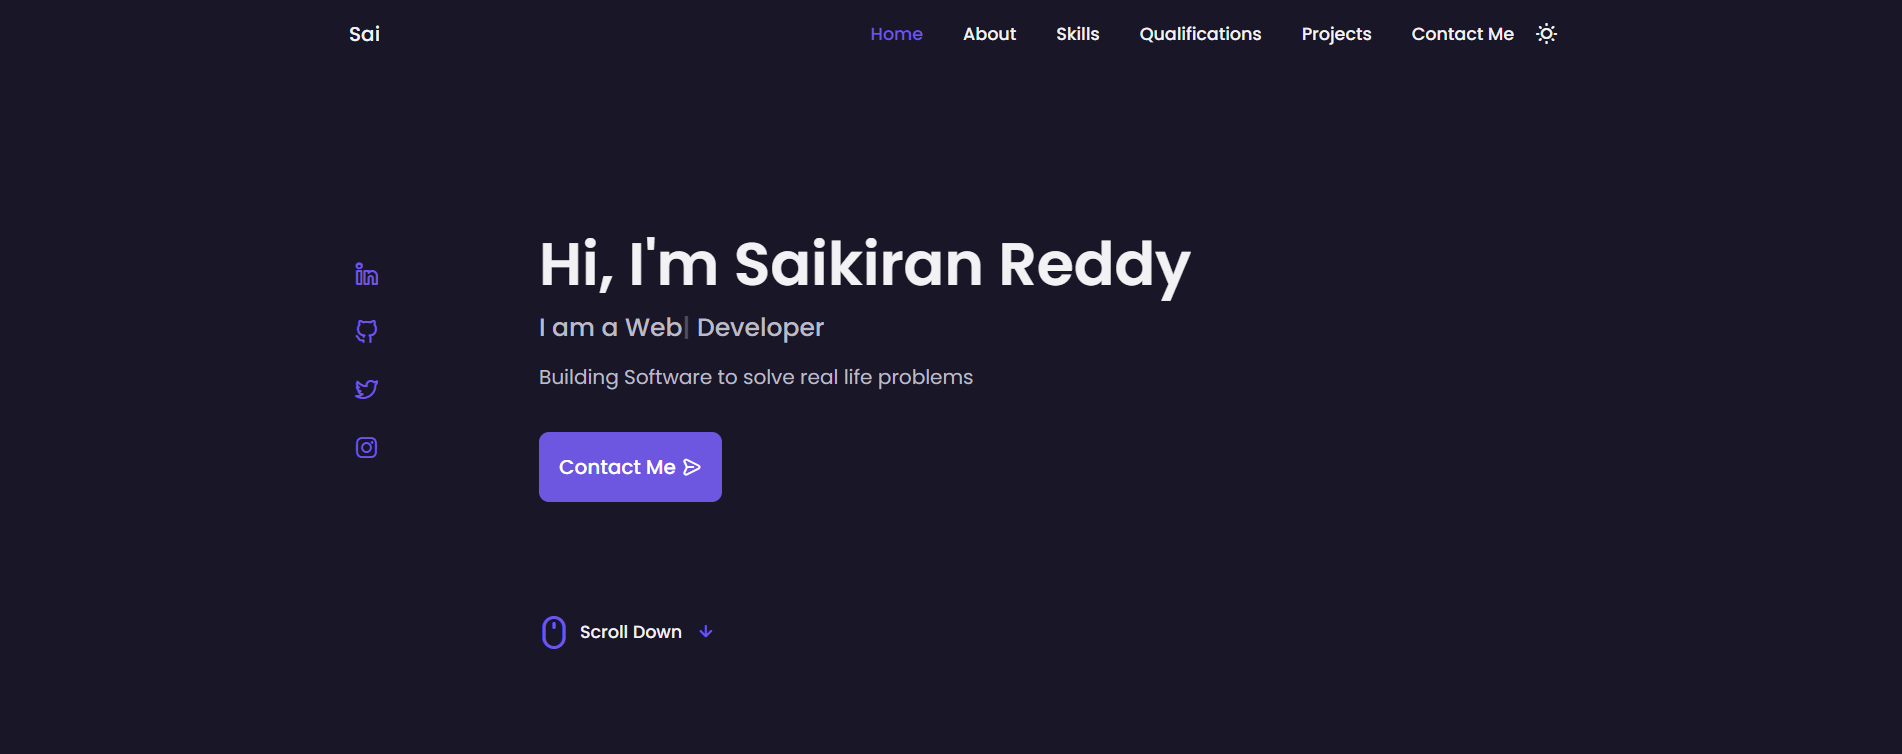 Sai
Home About Skills Qualifications Projects Contact Me
Hi, I'm Saikiran Reddy
I am a Web| Developer
Building Software to solve real life problems
Contact Me
Scroll Down